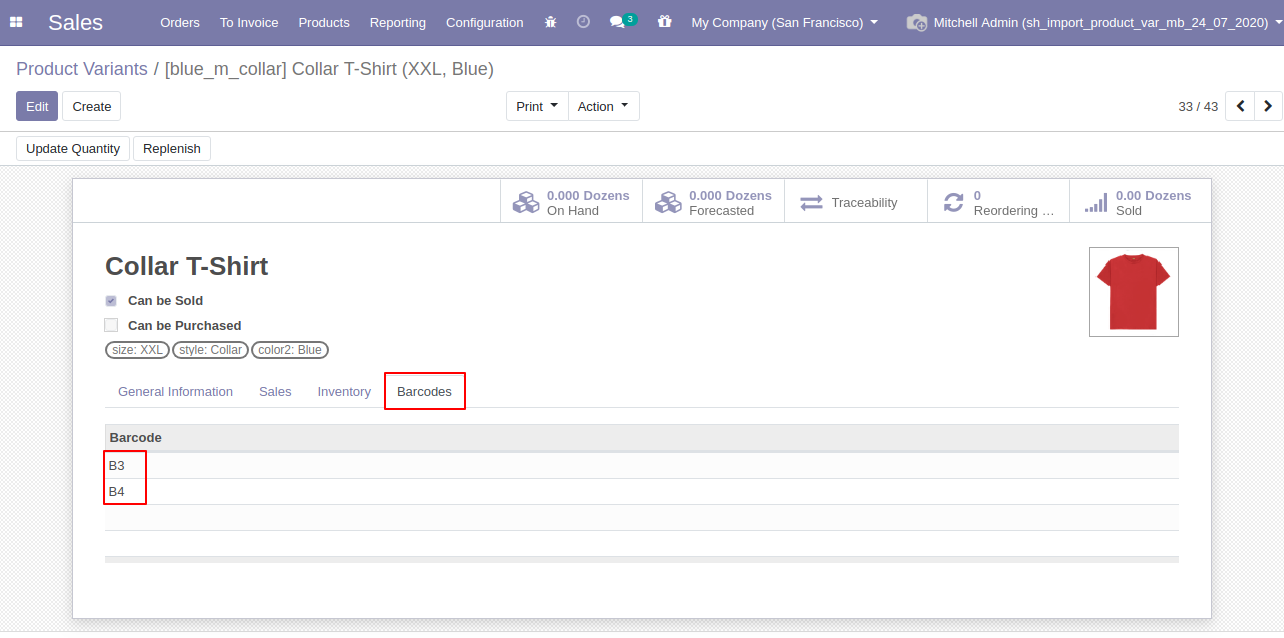 Sales Orders To Invoice Products Reporting Configuration 3 My Company (San Francisco) Mitchell Admin (sh_import_product_var_mb_24_07_2020)
Product Variants / [blue_m_collar] Collar T-Shirt (XXL, Blue)
Edit Create Print Action 33 / 43
Update Quantity Replenish
0.000 Dozens
On Hand
0.000 Dozens
Forecasted
Traceability
0
Reordering ...
0.00 Dozens
Sold
Collar T-Shirt
Can be Sold
Can be Purchased
size: XXL style: Collar color2: Blue
General Information Sales Inventory Barcodes
Barcode
B3
B4